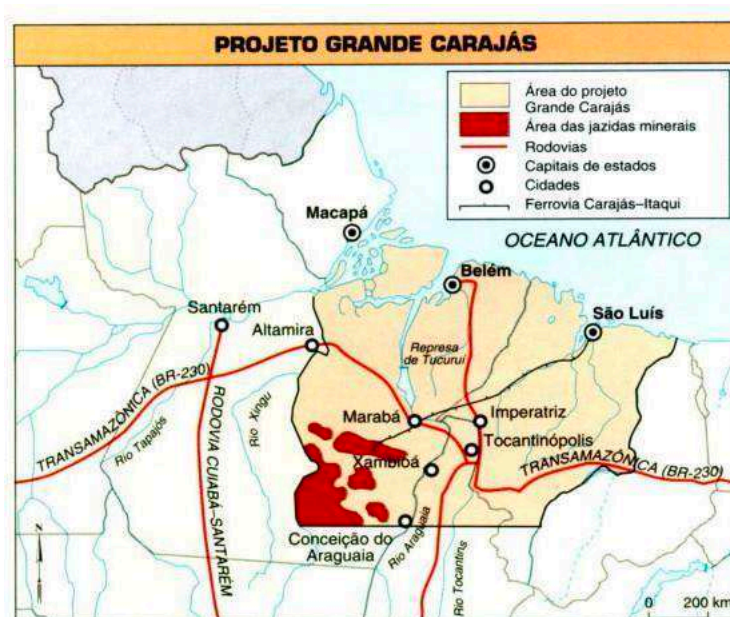 PROJETO GRANDE CARAJÁS
Área do projeto
Grande Carajás
Área das jazidas minerais
Rodovias
Capitais de estados
Cidades
Ferrovia Carajás–Itaqui
Macapá
OCEANO ATLÂNTICO
Belém
Santarém
São Luís
Altamira
Represa
de Tucuruí
TRANSAMAZÔNICA (BR-230)
Rio Tapajós
RODOVIA CUIABÁ–SANTARÉM
Rio Xingu
Marabá
Imperatriz
Tocantinópolis
Xambioá
TRANSAMAZÔNICA (BR-230)
Conceição do
Araguaia
Rio Araguaia
Rio Tocantins
N
0 200 km